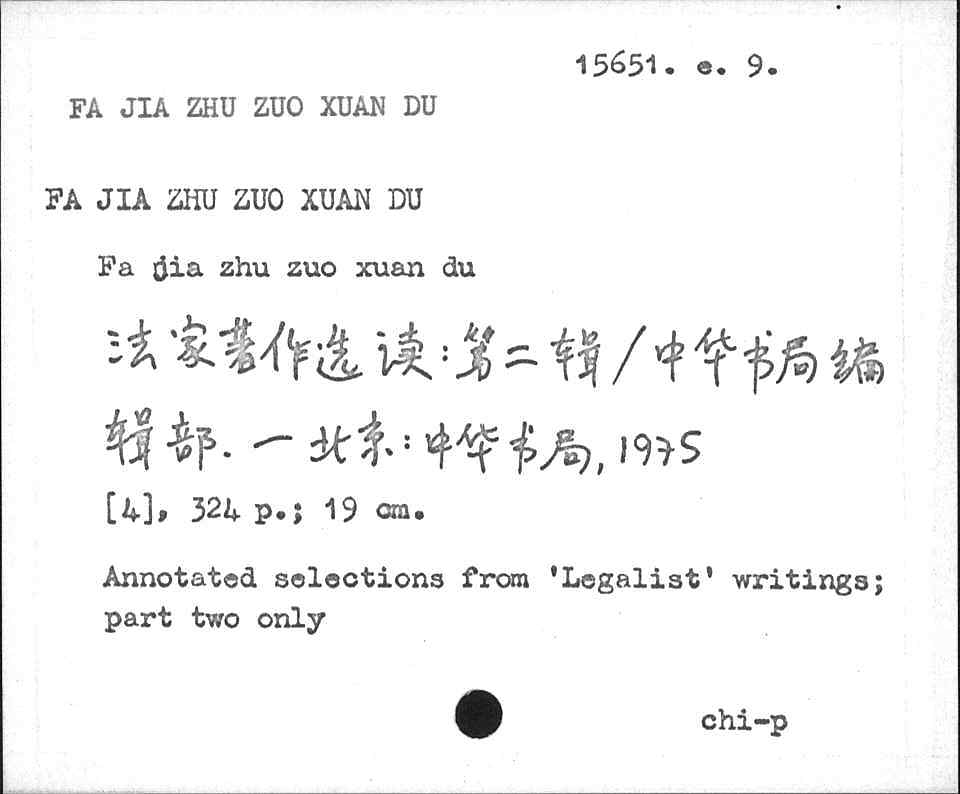 15651. e. 9.
FA JIA ZHU ZUO XUAN DU
FA JIA ZHU ZUO XUAN DU
Fa jia zhu zuo xuan du
法家著作选读:第二辑/中华书局编
辑部. — 北京:中华书局, 1975
[4], 324 p.; 19 cm.
Annotated selections from 'Legalist' writings;
part two only
chi-p